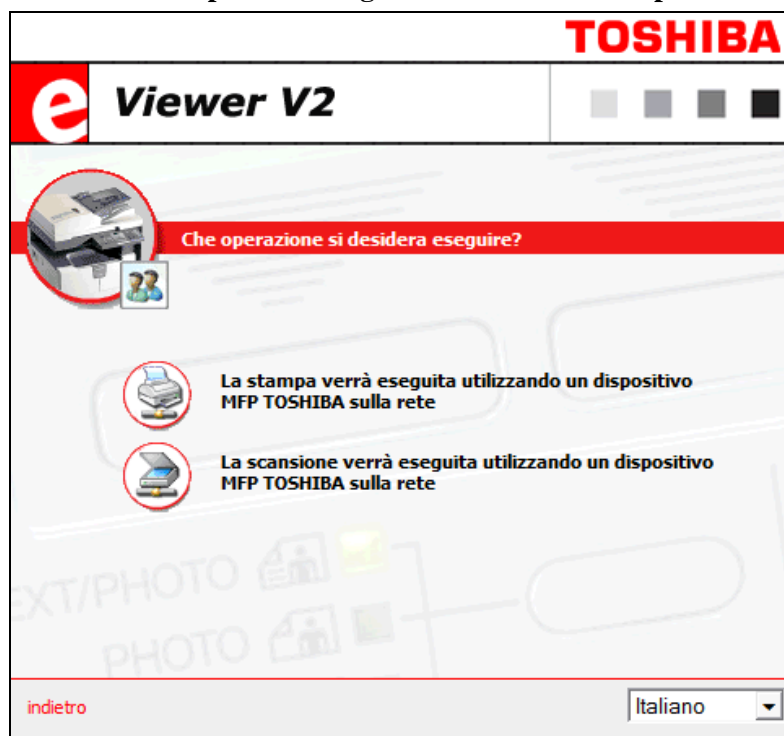 TOSHIBA
e Viewer V2
Che operazione si desidera eseguire?
La stampa verrà eseguita utilizzando un dispositivo
MFP TOSHIBA sulla rete
La scansione verrà eseguita utilizzando un dispositivo
MFP TOSHIBA sulla rete
EXT/PHOTO
PHOTO
indietro
Italiano